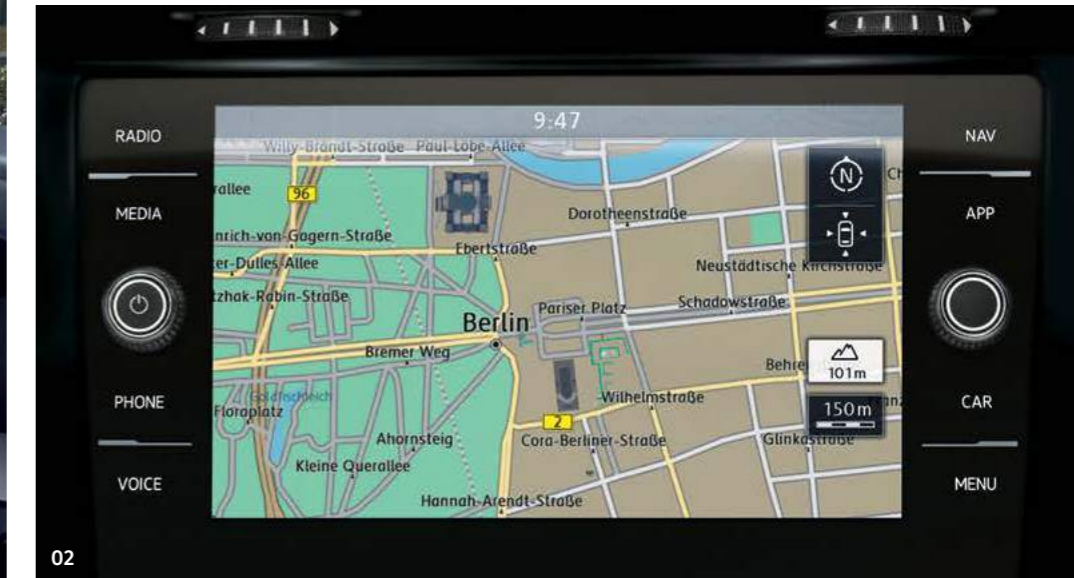 9:47
RADIO
NAV
Willy-Brandt-Straße
Paul-Löbe-Allee
96
rallee
MEDIA
APP
N
Dorotheenstraße
nrich-von-Gagern-Straße
Ebertstraße
er-Dulles-Allee
Neustädtische Kirchstraße
tzhak-Rabin-Straße
Pariser Platz
Schadowstraße
Berlin
Bremer Weg
Behre
101m
Goldfischteich
PHONE
Floraplatz
Wilhelmstraße
150m
CAR
2
Ahornsteig
Cora-Berliner-Straße
Glinkastraße
Kleine Querallee
VOICE
MENU
Hannah-Arendt-Straße
02